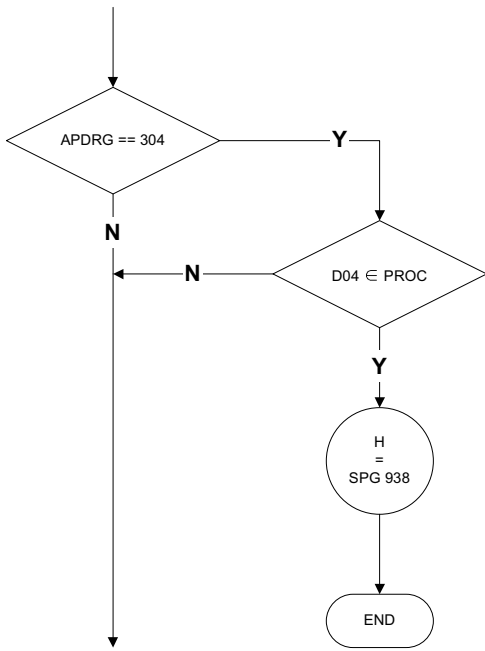 APDRG == 304
Y
N
N
D04 ∈ PROC
Y
H
=
SPG 938
END